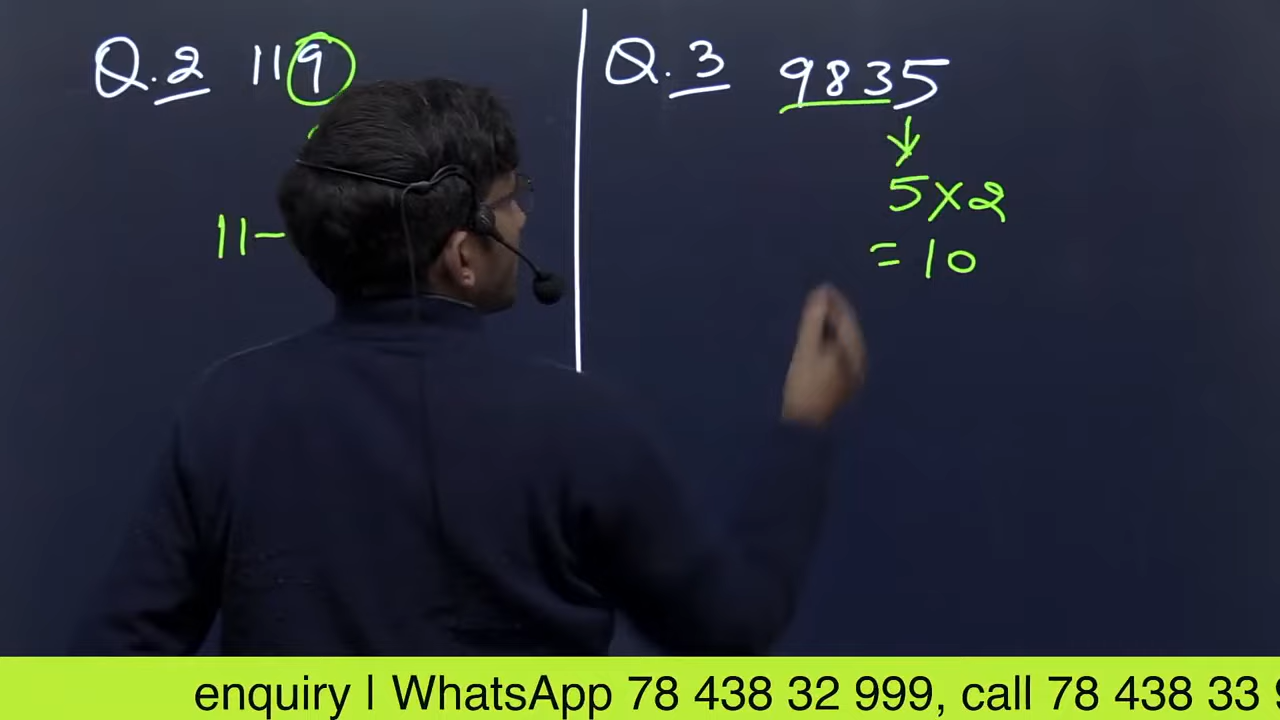 Q.2 119
11-
Q.3 9835
↓
5×2
=10
enquiry | WhatsApp 78 438 32 999, call 78 438 33